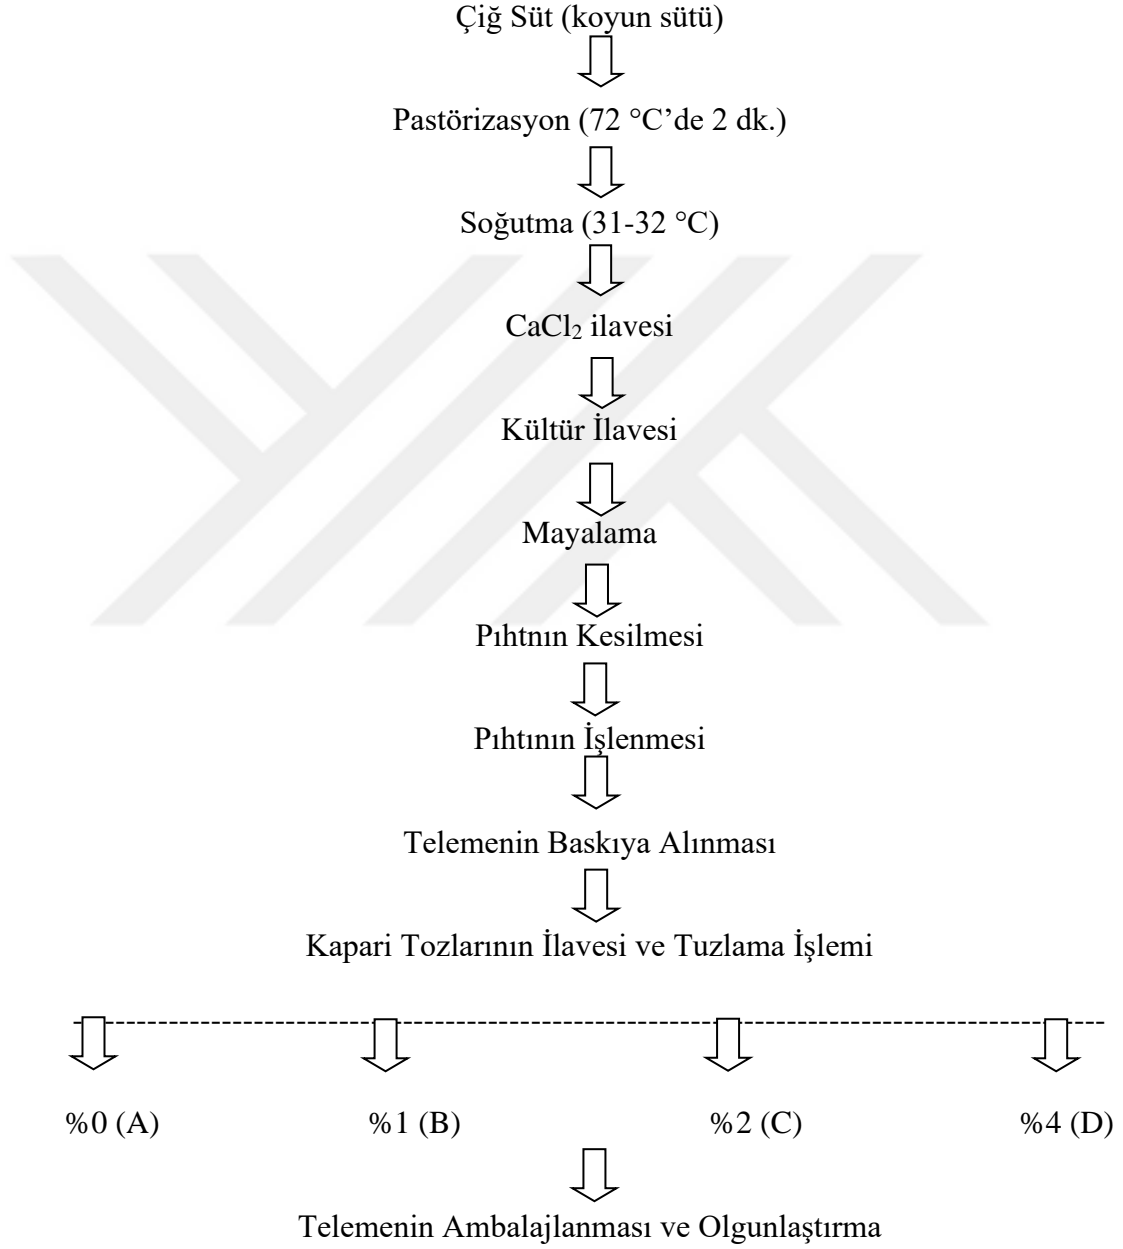 Çiğ Süt (koyun sütü)
Pastörizasyon (72 °C’de 2 dk.)
Soğutma (31-32 °C)
CaCl₂ ilavesi
Kültür İlavesi
Mayalama
Pıhtnın Kesilmesi
Pıhtının İşlenmesi
Telemenin Baskıya Alınması
Kapari Tozlarının İlavesi ve Tuzlama İşlemi
%0 (A) %1 (B) %2 (C) %4 (D)
Telemenin Ambalajlanması ve Olgunlaştırma